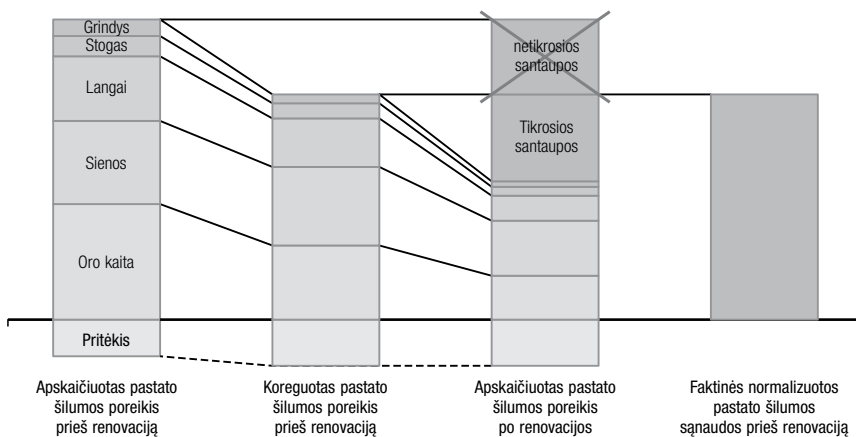 Grindys
Stogas
Langai
Sienos
Oro kaita
Pritėkis
netikrosios
santaupos
Tikrosios
santaupos
Apskaičiuotas pastato
šilumos poreikis
prieš renovaciją
Koreguotas pastato
šilumos poreikis
prieš renovaciją
Apskaičiuotas pastato
šilumos poreikis
po renovacijos
Faktinės normalizuotos
pastato šilumos
sąnaudos prieš renovaciją